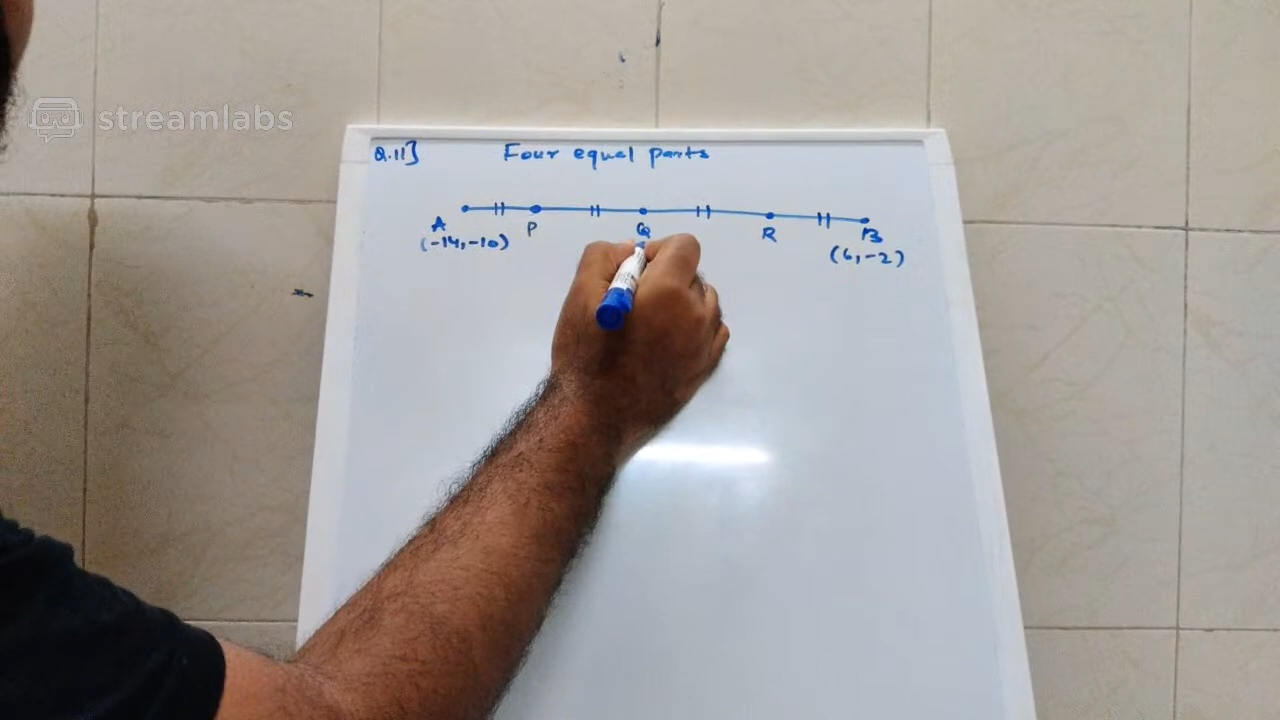 streamlabs
Q.11] Four equal parts
A P Q R B
(-14,-10) (6,-2)